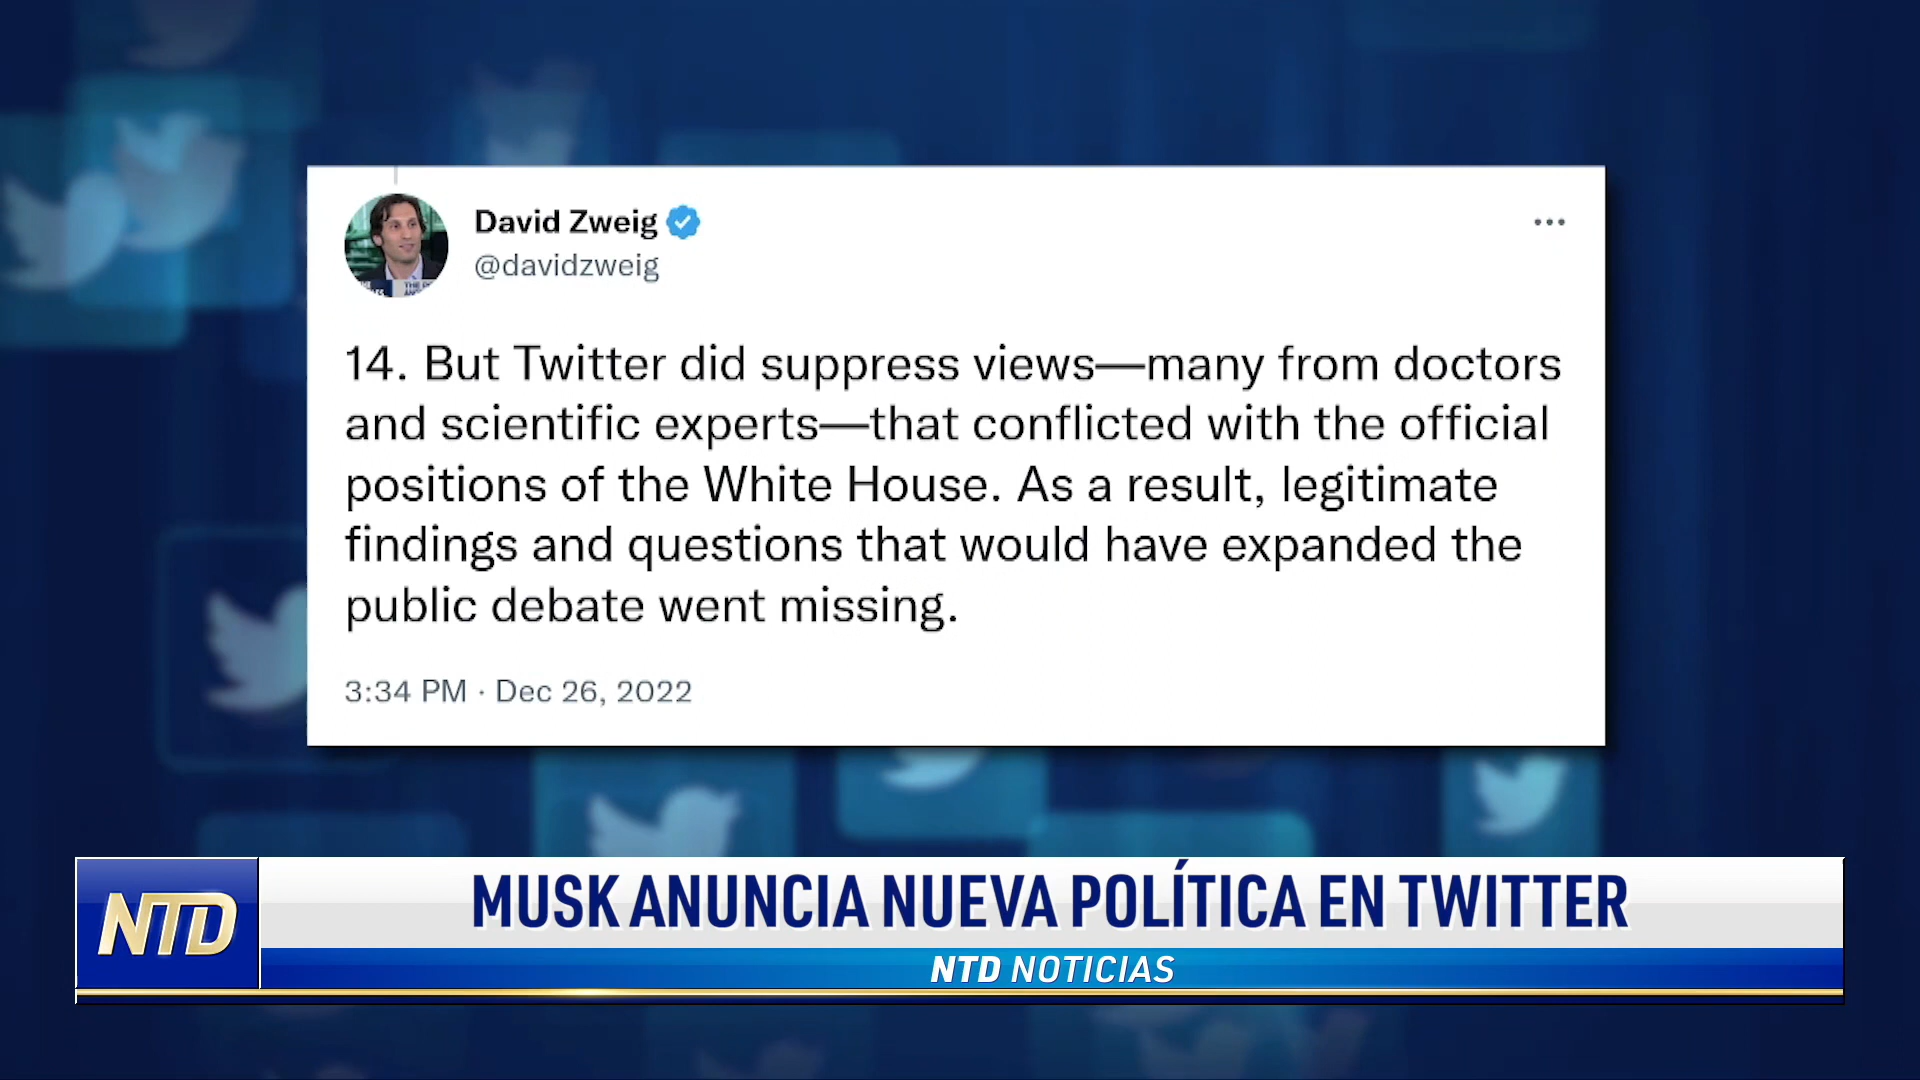 David Zweig
@davidzweig
14. But Twitter did suppress views—many from doctors
and scientific experts—that conflicted with the official
positions of the White House. As a result, legitimate
findings and questions that would have expanded the
public debate went missing.
3:34 PM · Dec 26, 2022
NTD
MUSK ANUNCIA NUEVA POLÍTICA EN TWITTER
NTD NOTICIAS